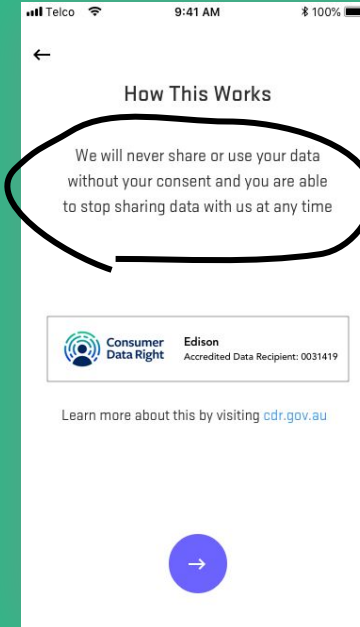 Telco 9:41 AM 100%
←
How This Works
We will never share or use your data
without your consent and you are able
to stop sharing data with us at any time
Consumer
Data Right
Edison
Accredited Data Recipient: 0031419
Learn more about this by visiting cdr.gov.au
→